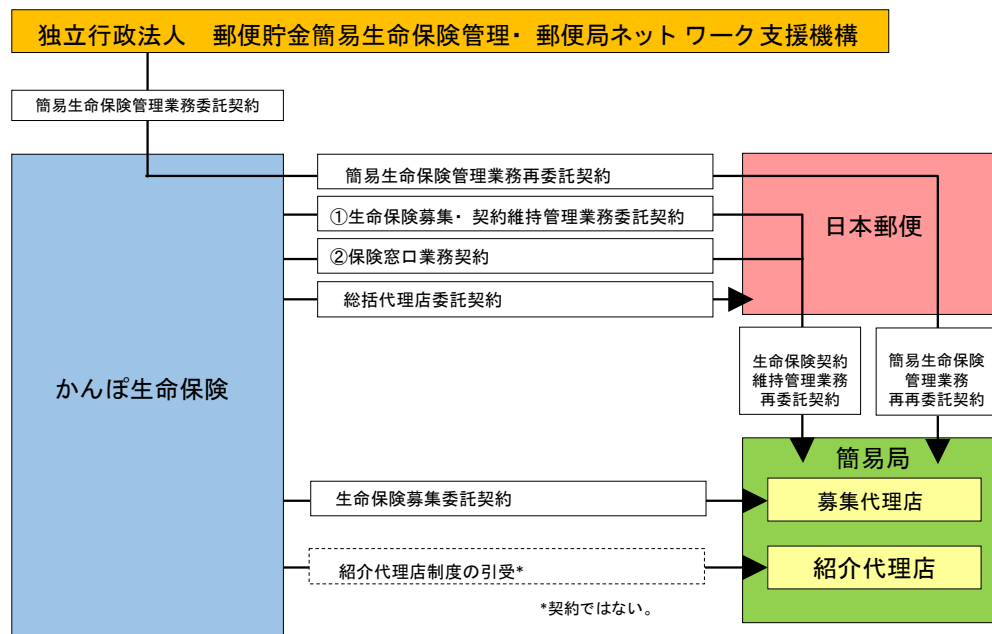 独立行政法人　郵便貯金簡易生命保険管理・郵便局ネットワーク支援機構
簡易生命保険管理業務委託契約
簡易生命保険管理業務再委託契約
①生命保険募集・契約維持管理業務委託契約
日本郵便
②保険窓口業務契約
総括代理店委託契約
かんぽ生命保険
生命保険契約
維持管理業務
再委託契約
簡易生命保険
管理業務
再再委託契約
簡易局
生命保険募集委託契約
募集代理店
紹介代理店制度の引受*
紹介代理店
*契約ではない。